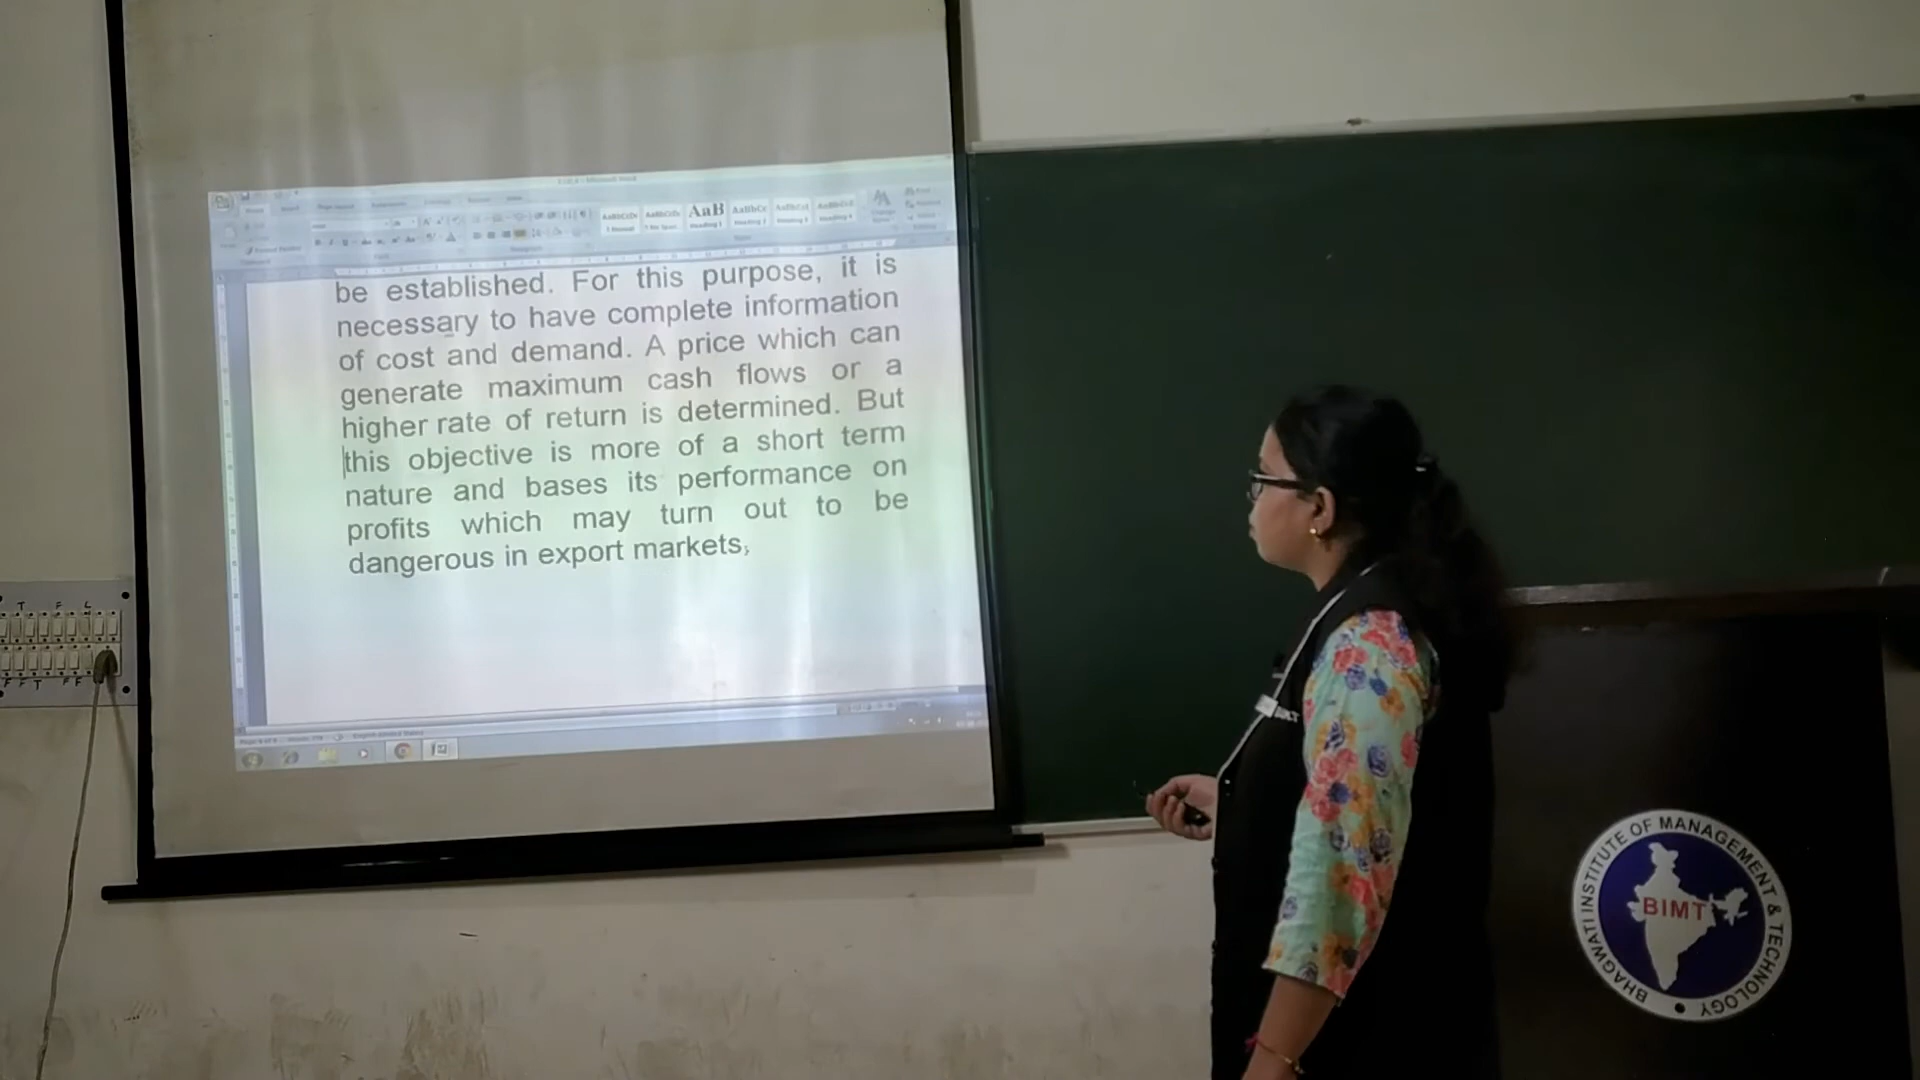 be established. For this purpose, it is
necessary to have complete information
of cost and demand. A price which can
generate maximum cash flows or a
higher rate of return is determined. But
this objective is more of a short term
nature and bases its performance on
profits which may turn out to be
dangerous in export markets,
AaB
T F L
F F T F F
BIMT
BHAGWATI INSTITUTE OF MANAGEMENT & TECHNOLOGY